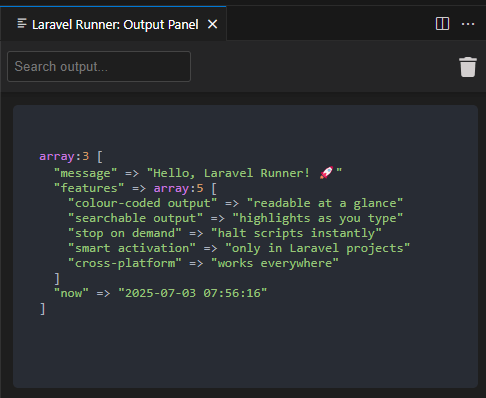 Laravel Runner: Output Panel
Search output...
array:3 [
  "message" => "Hello, Laravel Runner! 🚀"
  "features" => array:5 [
    "colour-coded output" => "readable at a glance"
    "searchable output" => "highlights as you type"
    "stop on demand" => "halt scripts instantly"
    "smart activation" => "only in Laravel projects"
    "cross-platform" => "works everywhere"
  ]
  "now" => "2025-07-03 07:56:16"
]